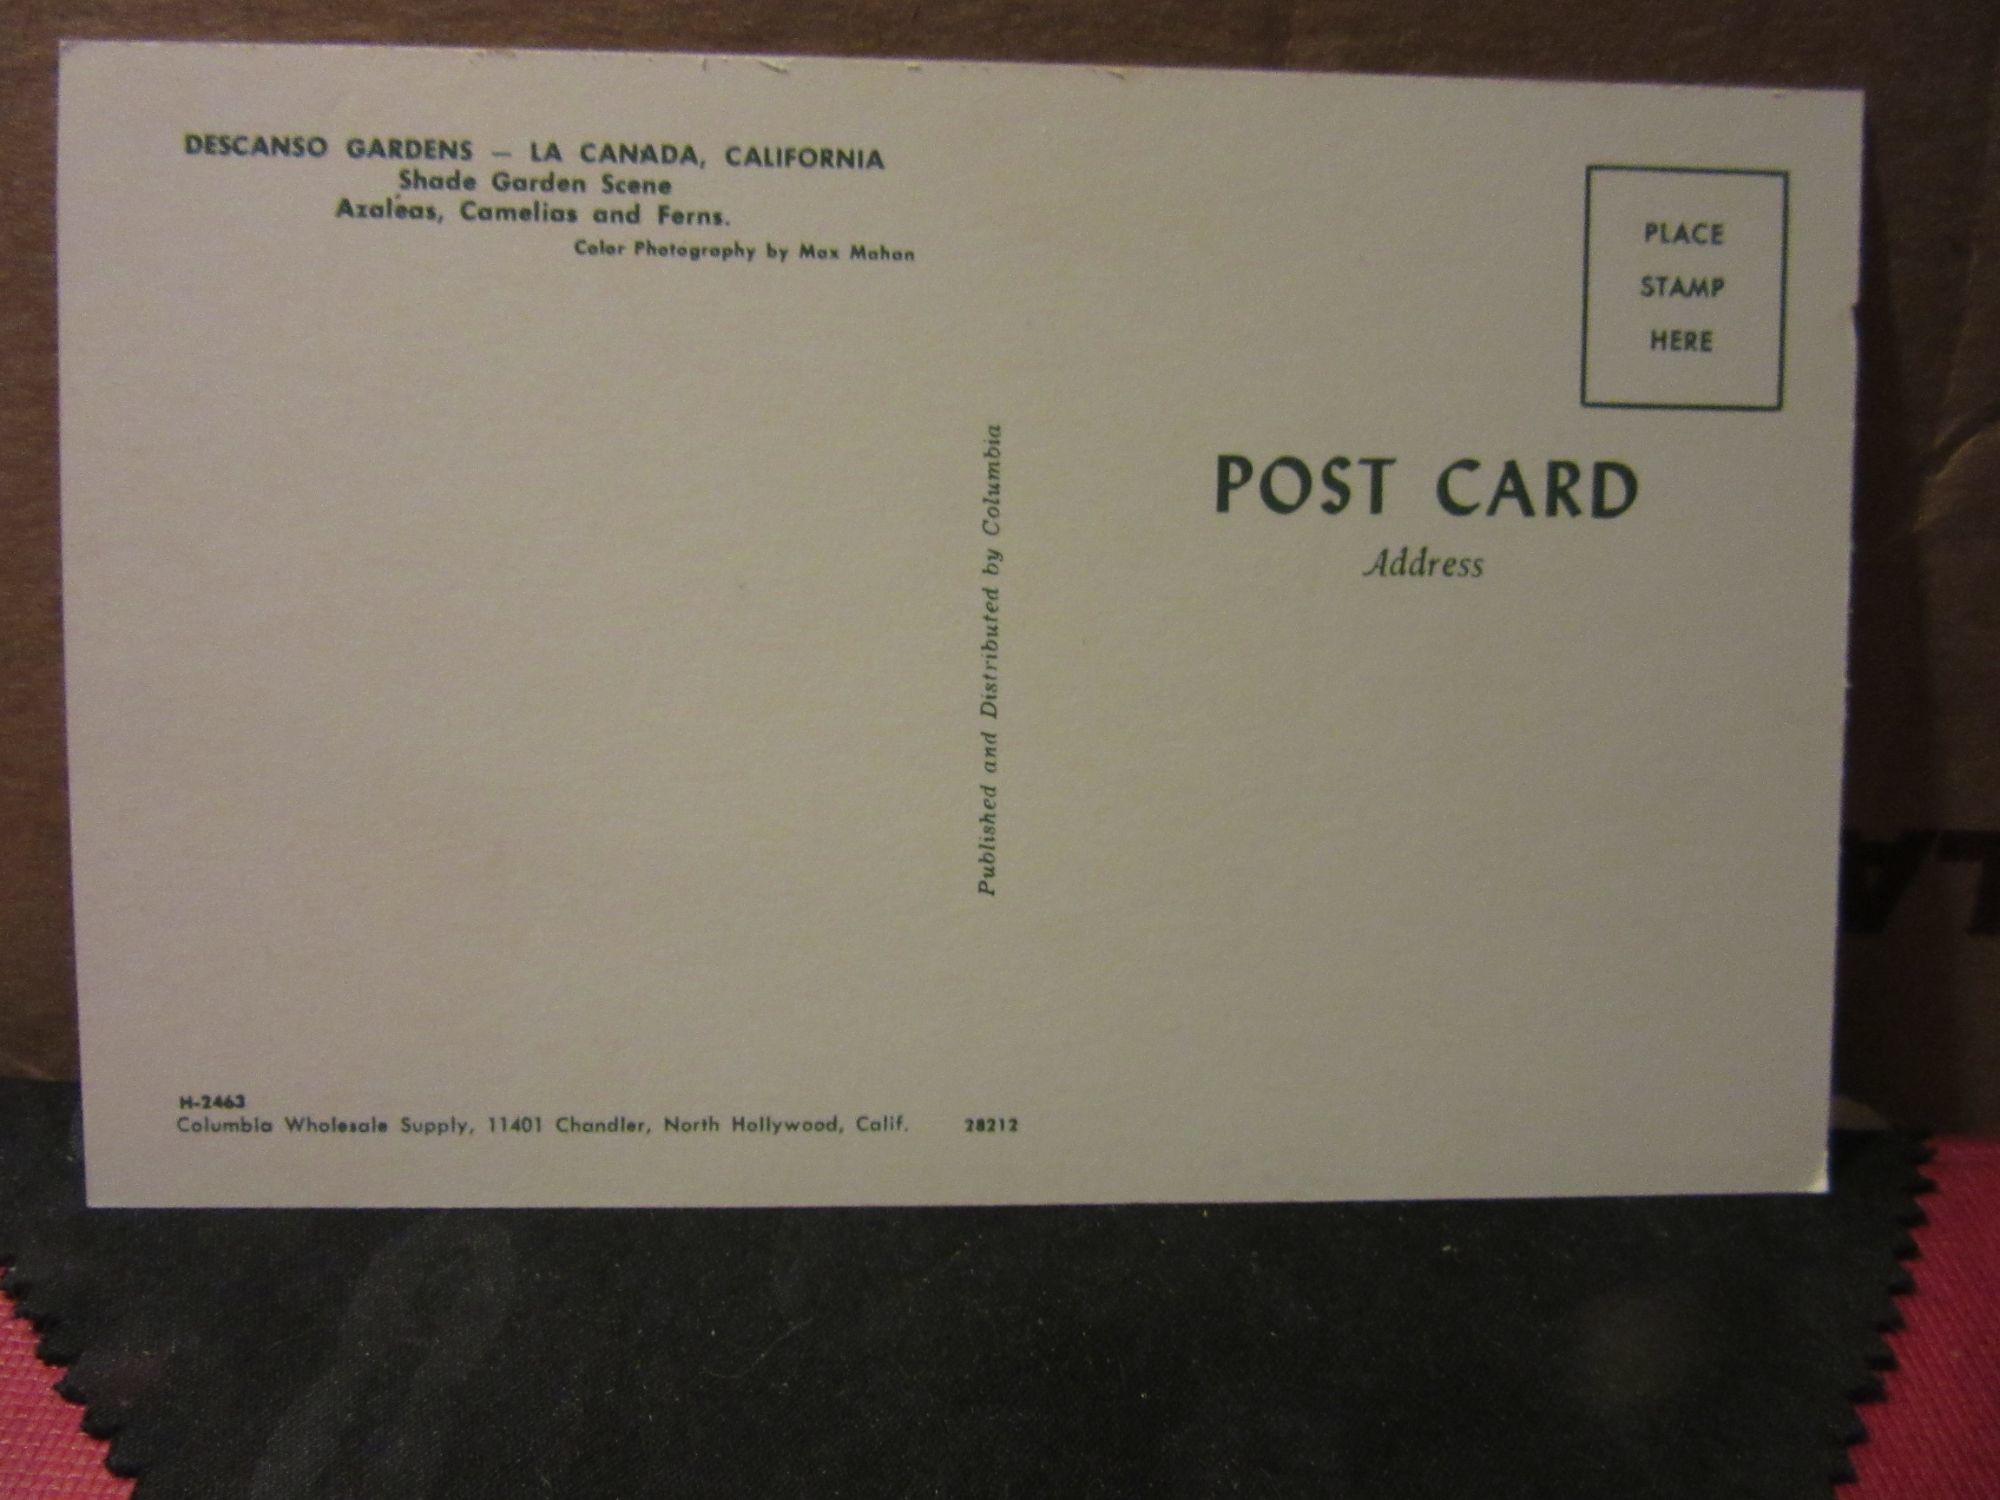 DESCANSO GARDENS — LA CANADA, CALIFORNIA
Shade Garden Scene
Azaleas, Camelias and Ferns.
Color Photography by Max Mahan
PLACE
STAMP
HERE
POST CARD
Address
Published and Distributed by Columbia
H-2463
Columbia Wholesale Supply, 11401 Chandler, North Hollywood, Calif. 28212